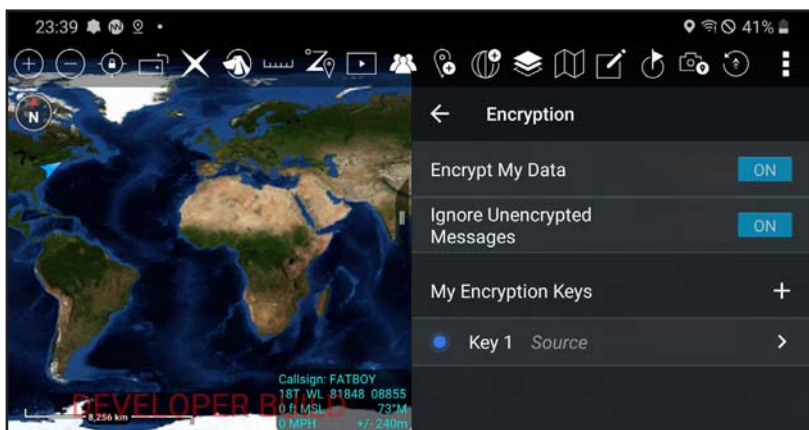 23:39
41%
N
Encryption
Encrypt My Data
ON
Ignore Unencrypted
Messages
ON
My Encryption Keys
+
Key 1 Source
Callsign: FATBOY
18T WL 81848 08855
0 ft MSL 73°M
0 MPH +/- 240m
DEVELOPER BUILD
8,256 km